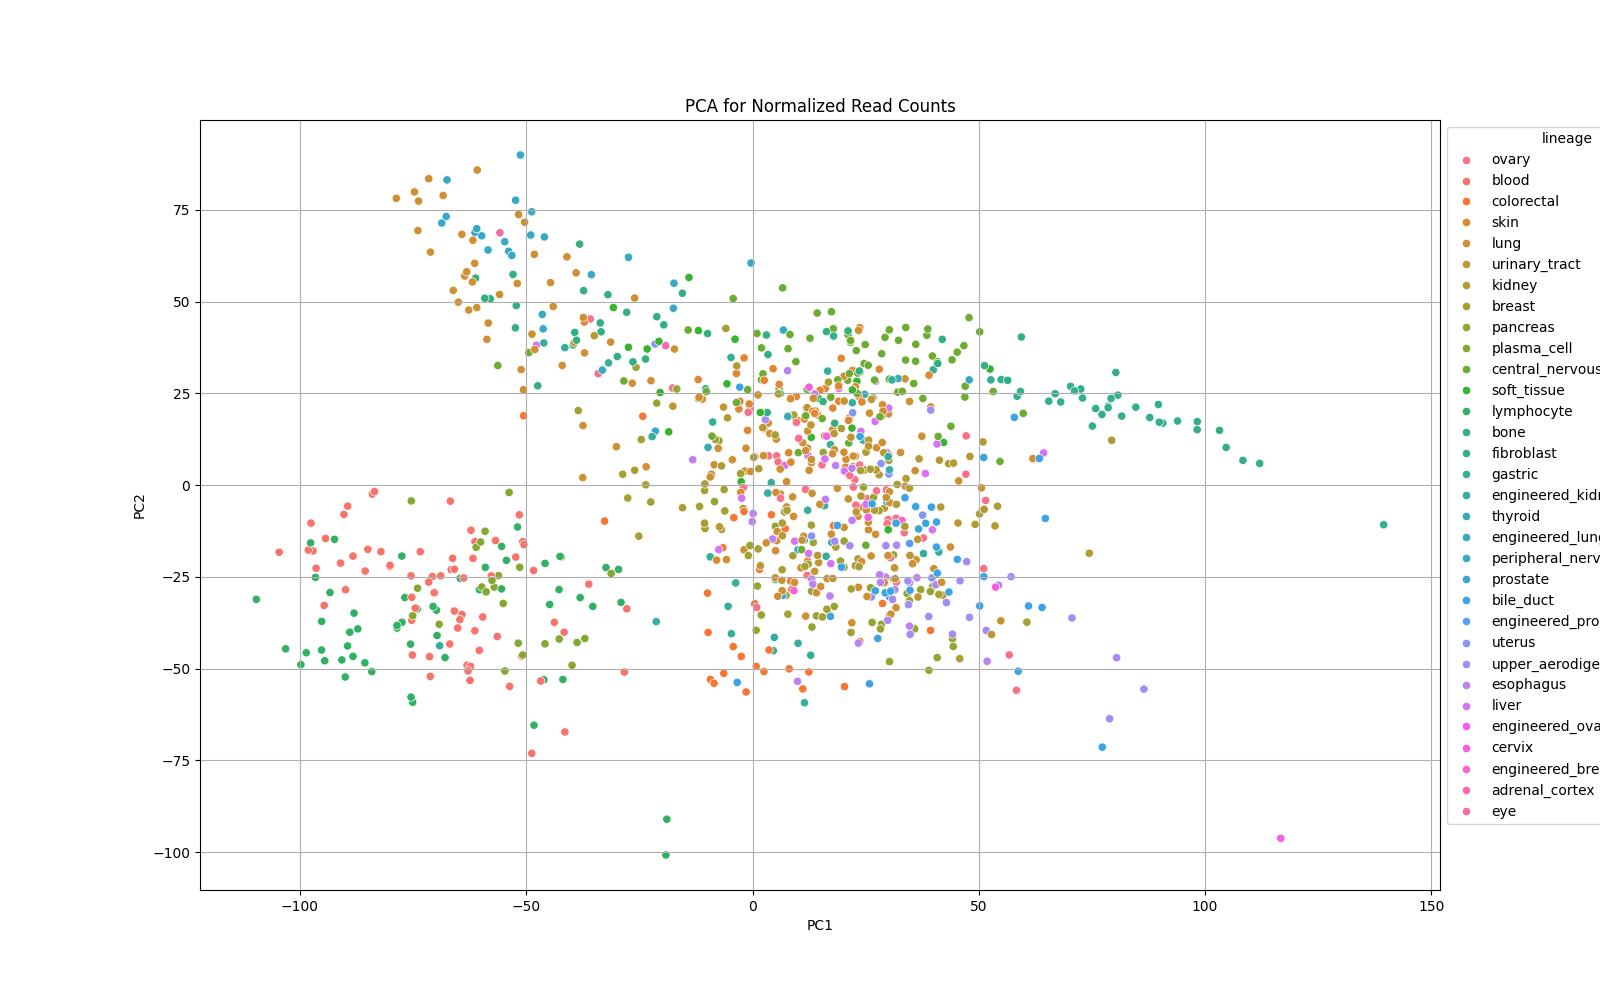 PCA for Normalized Read Counts
lineage
ovary
blood
colorectal
skin
lung
urinary_tract
kidney
breast
pancreas
plasma_cell
central_nervous
soft_tissue
lymphocyte
bone
fibroblast
gastric
engineered_kid
thyroid
engineered_lung
peripheral_nerv
prostate
bile_duct
engineered_pro
uterus
upper_aerodige
esophagus
liver
engineered_ova
cervix
engineered_bre
adrenal_cortex
eye
PC2
75
50
25
0
−25
−50
−75
−100
−100
−50
0
50
100
150
PC1